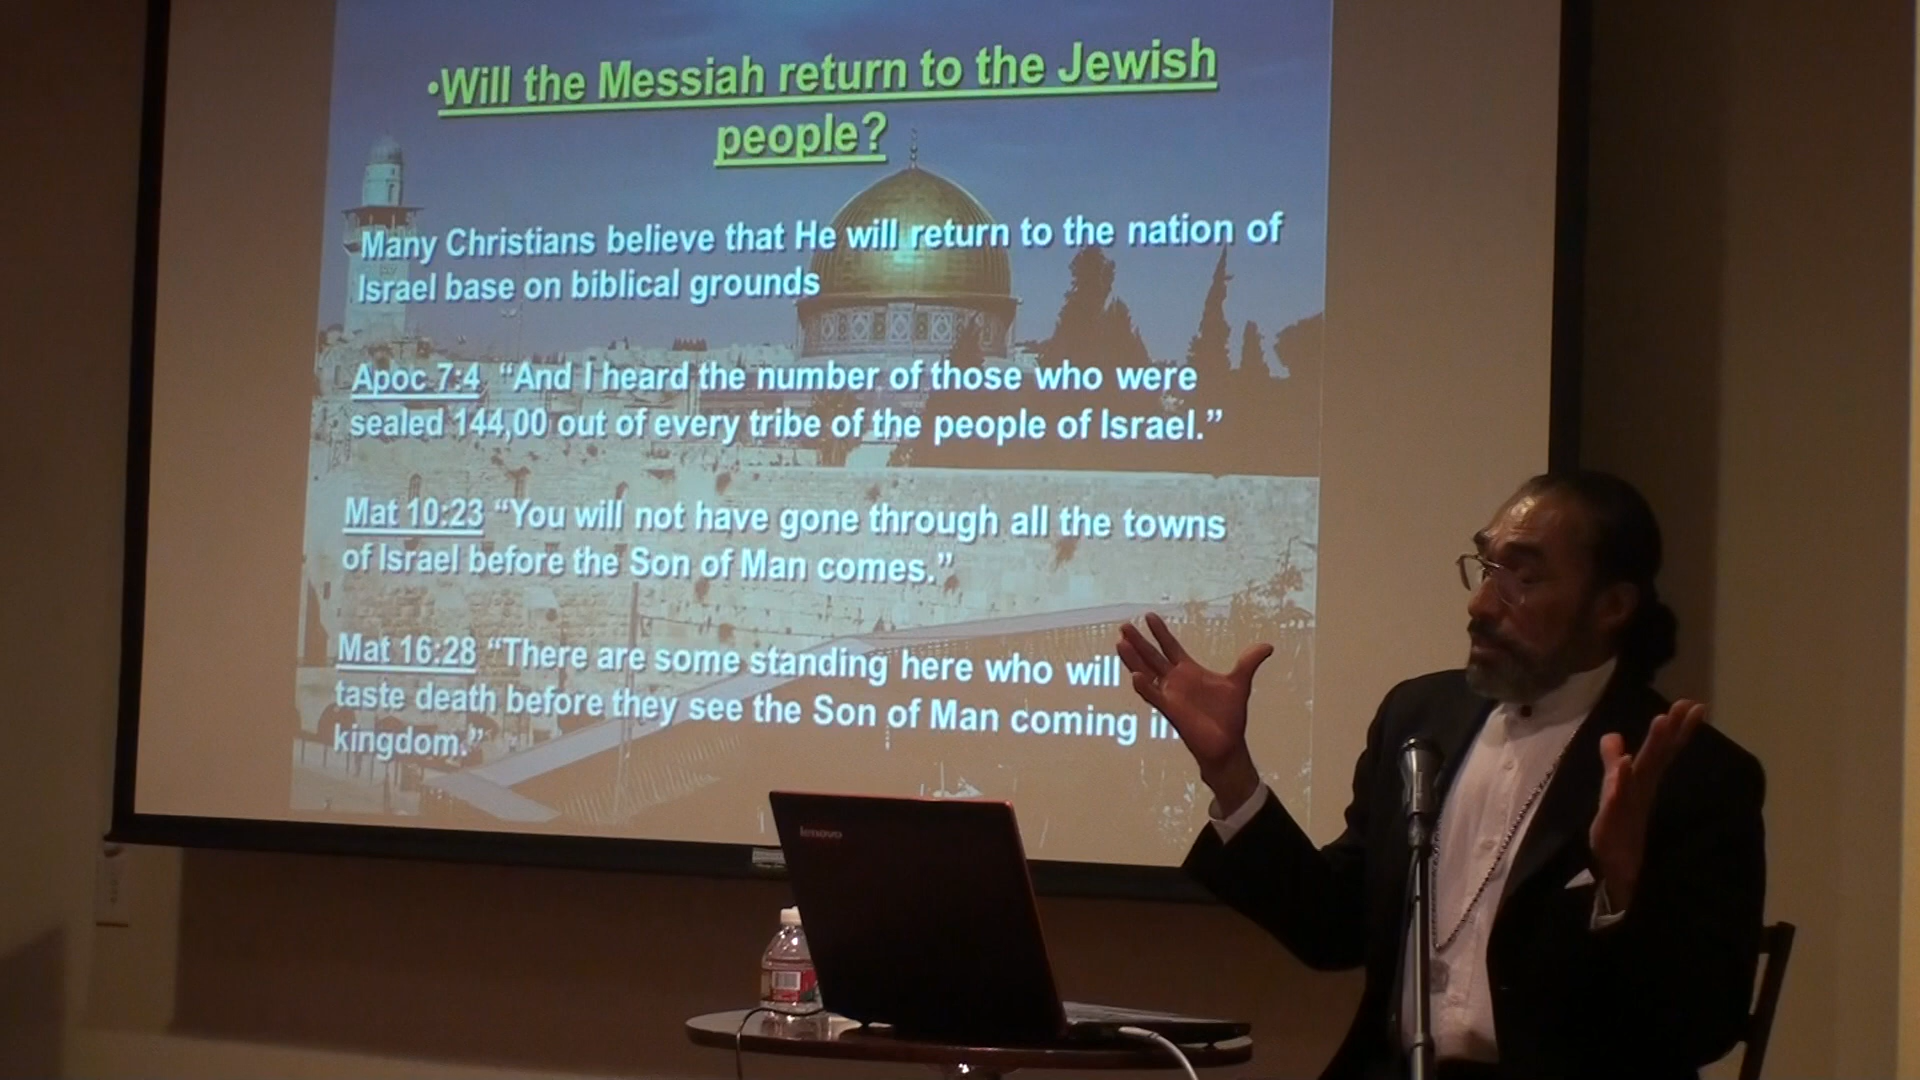 •Will the Messiah return to the Jewish
people?
Many Christians believe that He will return to the nation of
Israel base on biblical grounds
Apoc 7:4 “And I heard the number of those who were
sealed 144,00 out of every tribe of the people of Israel.”
Mat 10:23 “You will not have gone through all the towns
of Israel before the Son of Man comes.”
Mat 16:28 “There are some standing here who will
taste death before they see the Son of Man coming in
kingdom.”
lenovo